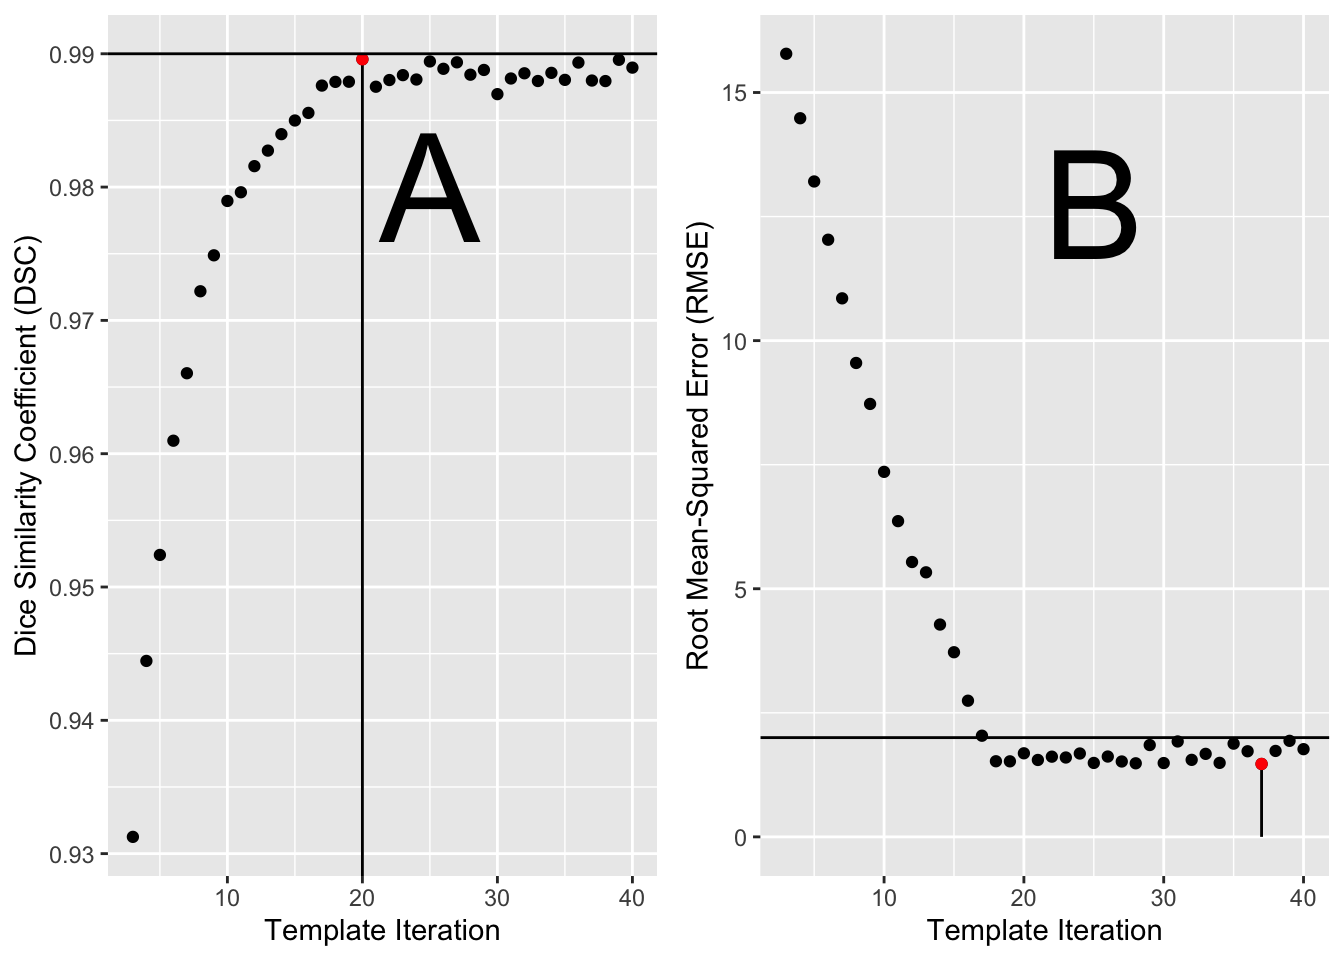 Dice Similarity Coefficient (DSC)
0.99
0.98
0.97
0.96
0.95
0.94
0.93
A
10 20 30 40
Template Iteration
Root Mean-Squared Error (RMSE)
15
10
5
0
B
10 20 30 40
Template Iteration